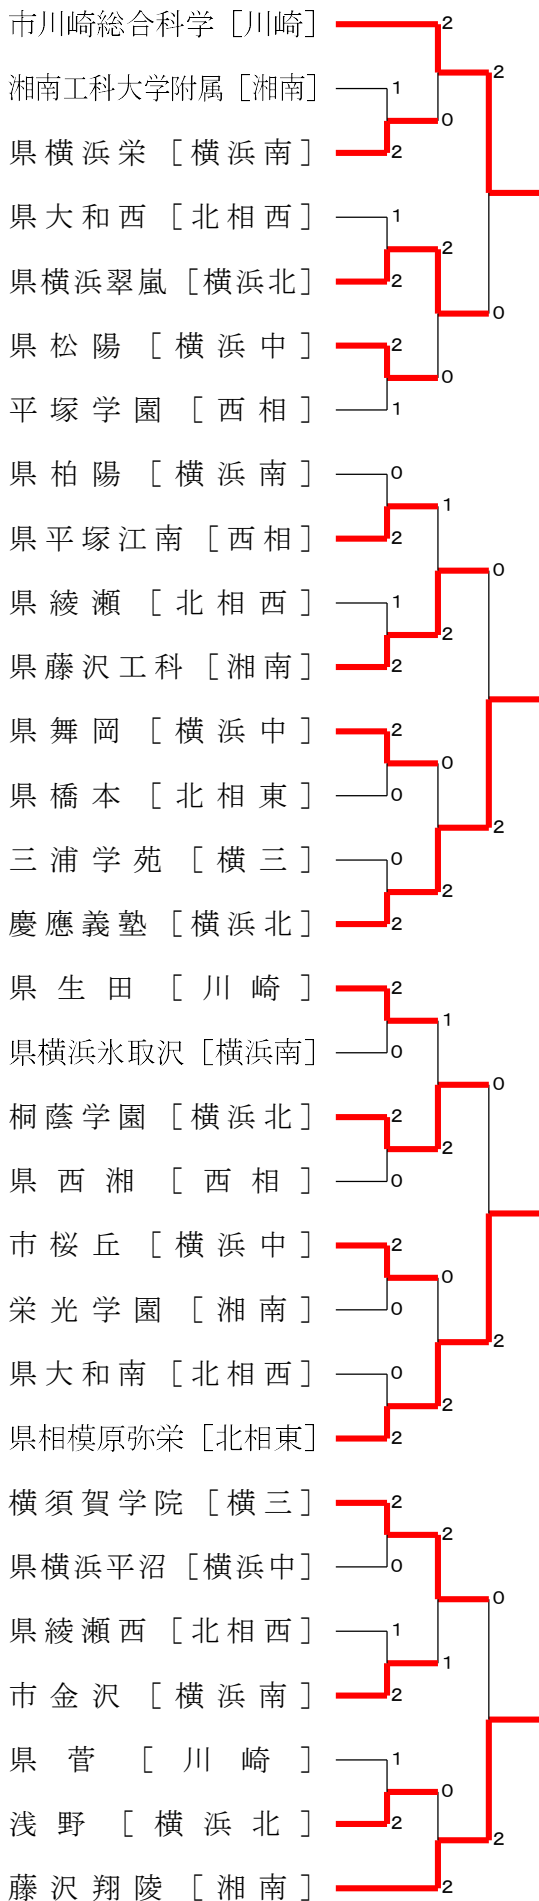 市川崎総合科学［川崎］
2
2
湘南工科大学附属［湘南］
1
0
県横浜栄［横浜南］
2
県大和西［北相西］
1
2
県横浜翠嵐［横浜北］
2
0
県松陽［横浜中］
2
0
平塚学園［西相］
1
県柏陽［横浜南］
0
1
県平塚江南［西相］
2
0
県綾瀬［北相西］
1
2
県藤沢工科［湘南］
2
県舞岡［横浜中］
2
0
県橋本［北相東］
0
2
三浦学苑［横三］
0
2
慶應義塾［横浜北］
2
県生田［川崎］
2
1
県横浜氷取沢［横浜南］
0
0
桐蔭学園［横浜北］
2
2
県西湘［西相］
0
市桜丘［横浜中］
2
0
栄光学園［湘南］
0
2
県大和南［北相西］
0
2
県相模原弥栄［北相東］
2
横須賀学院［横三］
2
2
県横浜平沼［横浜中］
0
0
県綾瀬西［北相西］
1
1
市金沢［横浜南］
2
県菅［川崎］
1
0
浅野［横浜北］
2
2
藤沢翔陵［湘南］
2